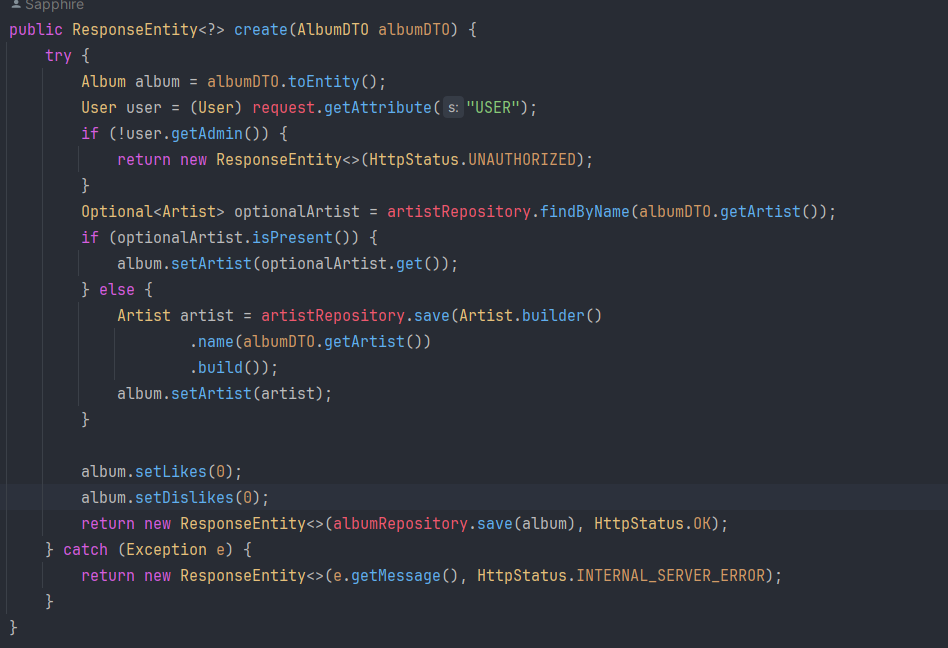 Sapphire
public ResponseEntity<?> create(AlbumDTO albumDTO) {
    try {
        Album album = albumDTO.toEntity();
        User user = (User) request.getAttribute( s: "USER");
        if (!user.getAdmin()) {
            return new ResponseEntity<>(HttpStatus.UNAUTHORIZED);
        }
        Optional<Artist> optionalArtist = artistRepository.findByName(albumDTO.getArtist());
        if (optionalArtist.isPresent()) {
            album.setArtist(optionalArtist.get());
        } else {
            Artist artist = artistRepository.save(Artist.builder()
                    .name(albumDTO.getArtist())
                    .build());
            album.setArtist(artist);
        }

        album.setLikes(0);
        album.setDislikes(0);
        return new ResponseEntity<>(albumRepository.save(album), HttpStatus.OK);
    } catch (Exception e) {
        return new ResponseEntity<>(e.getMessage(), HttpStatus.INTERNAL_SERVER_ERROR);
    }
}